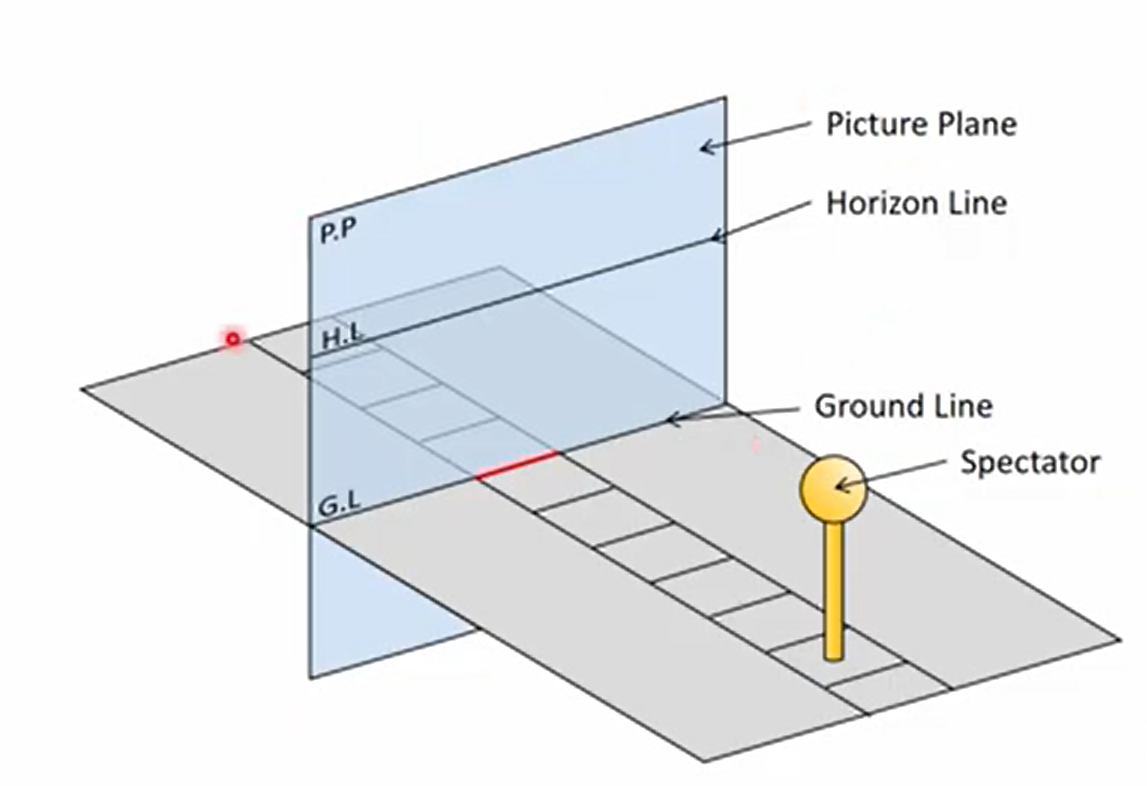 Picture Plane
Horizon Line
P.P
H.L
Ground Line
Spectator
G.L